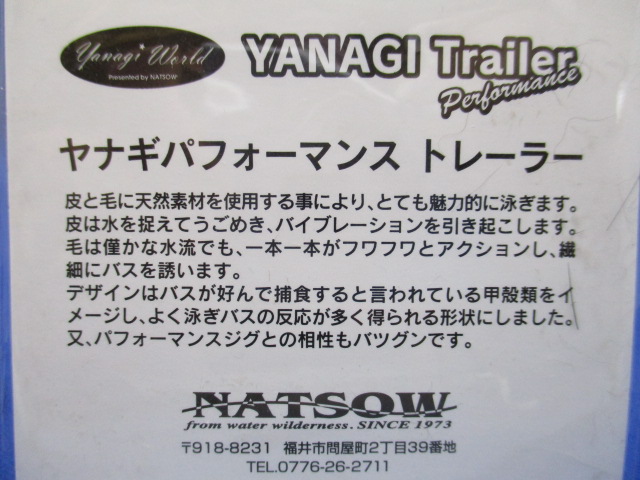 Yanagi World
Presented by NATSOW
YANAGI Trailer
Performance
ヤナギパフォーマンス トレーラー
皮と毛に天然素材を使用する事により、とても魅力的に泳ぎます。
皮は水を捉えてうごめき、バイブレーションを引き起こします。
毛は僅かな水流でも、一本一本がフワフワとアクションし、繊
細にバスを誘います。
デザインはバスが好んで捕食すると言われている甲殻類をイ
メージし、よく泳ぎバスの反応が多く得られる形状にしました。
又、パフォーマンスジグとの相性もバツグンです。
NATSOW
from water wilderness. SINCE 1973
〒918-8231 福井市問屋町2丁目39番地
TEL.0776-26-2711